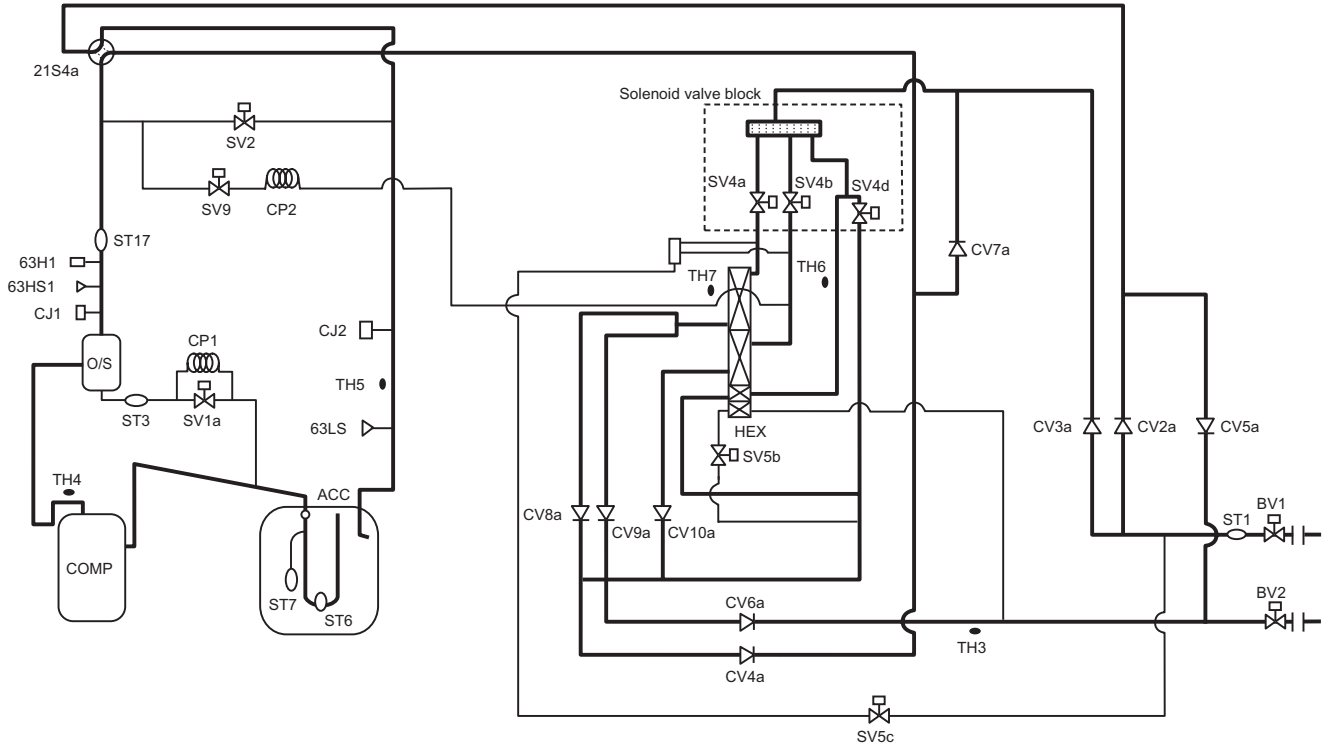 21S4a
Solenoid valve block
SV2
SV9
CP2
SV4a
SV4b
SV4d
ST17
63H1
63HS1
CJ1
CV7a
TH7
TH6
CJ2
CP1
O/S
TH5
ST3
SV1a
63LS
HEX
CV3a
CV2a
CV5a
SV5b
TH4
ACC
CV8a
CV9a
CV10a
ST1
BV1
COMP
ST7
ST6
BV2
CV6a
TH3
CV4a
SV5c